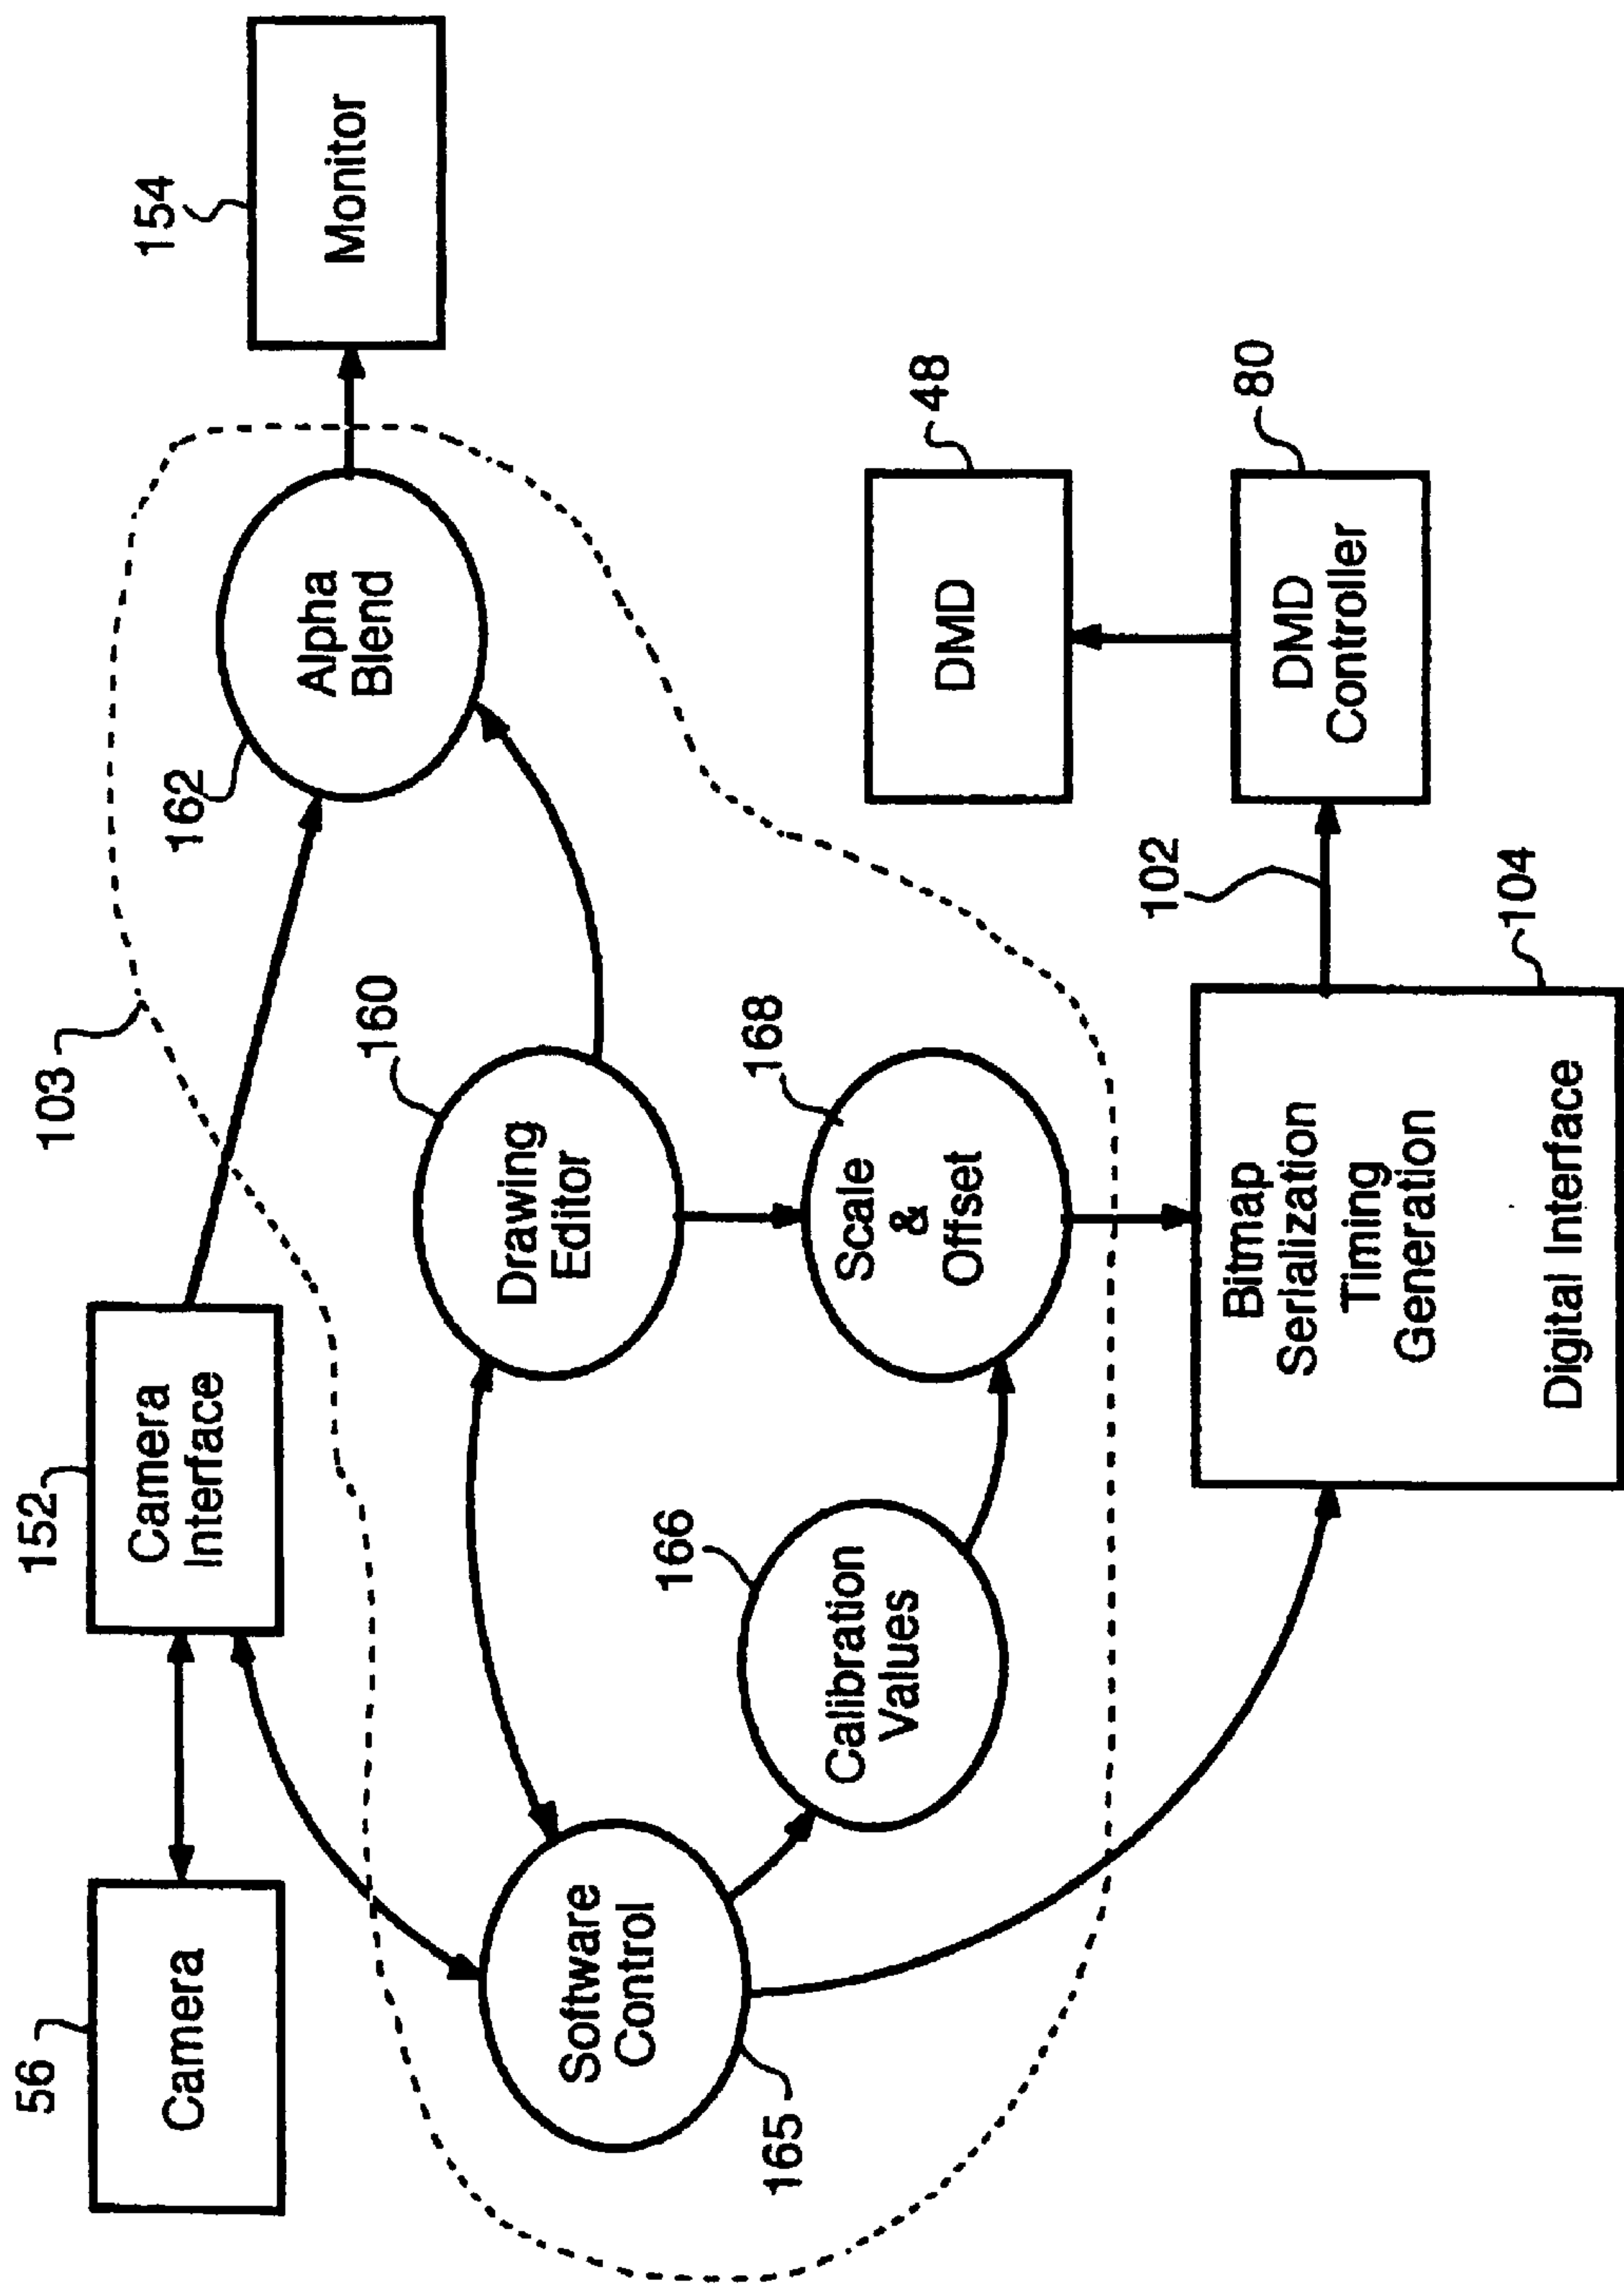 56
Camera
152
Camera
Interface
103
154
Monitor
162
Alpha
Blend
160
Drawing
Editor
165
Software
Control
166
Calibration
Values
168
Scale
&
Offset
48
DMD
80
DMD
Controller
102
104
Bitmap
Serialization
Timing
Generation
Digital Interface